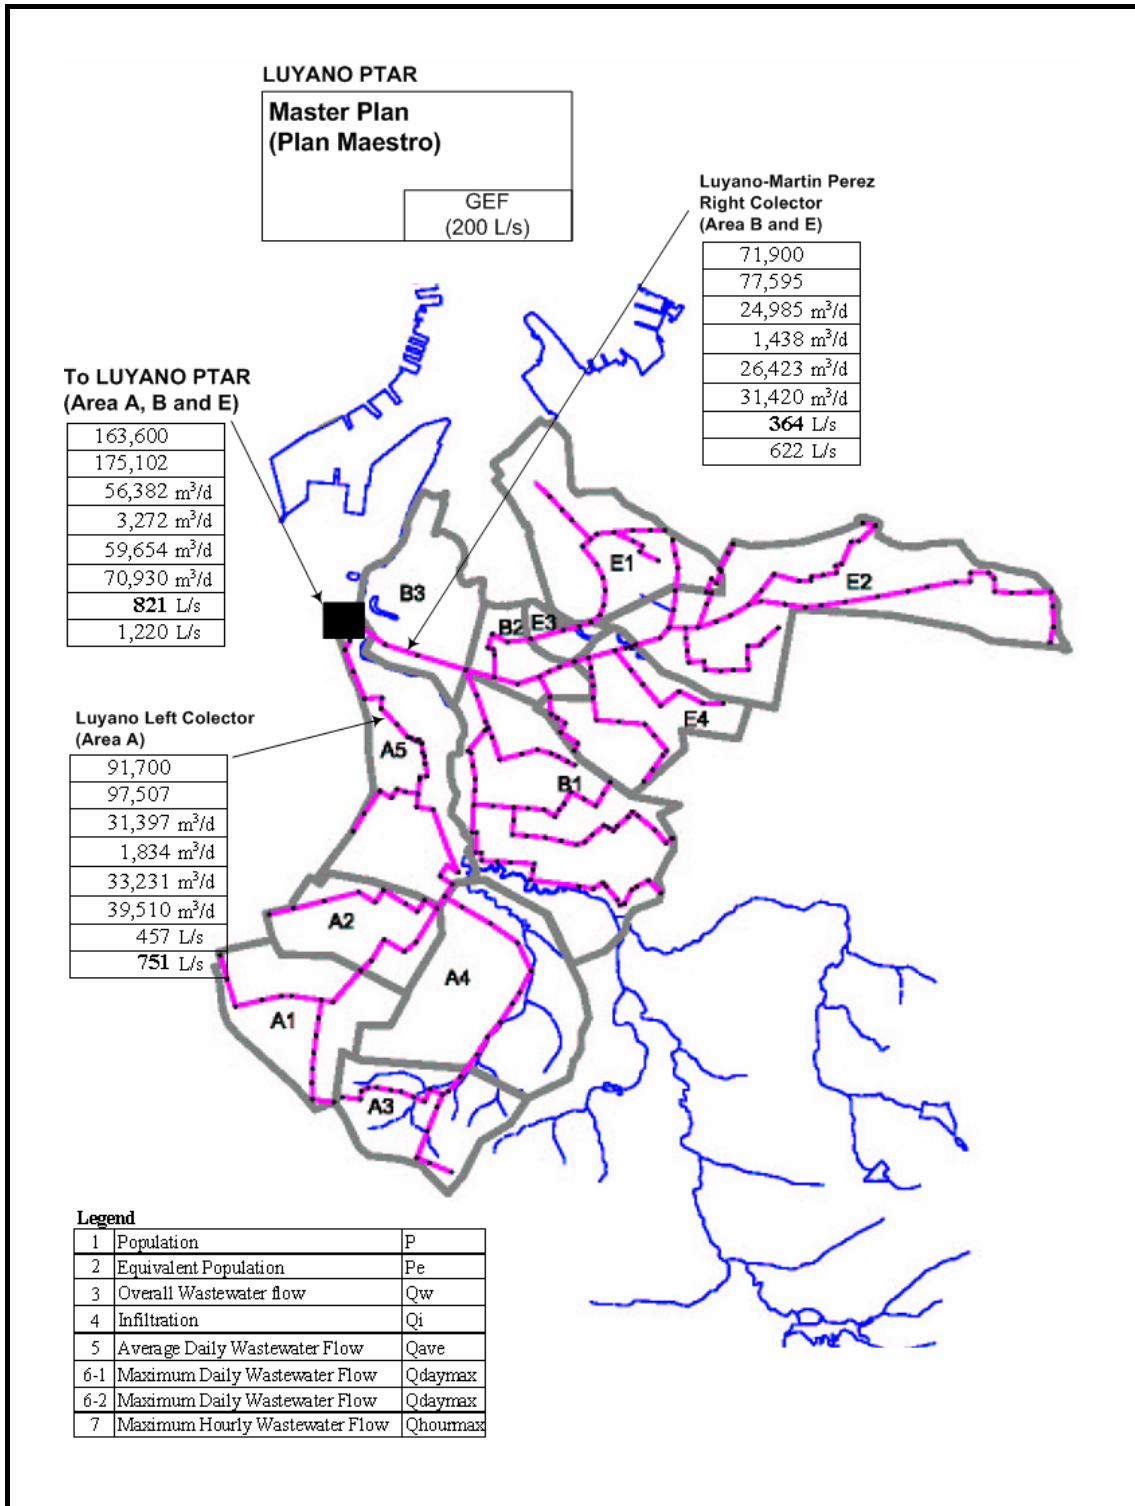 LUYANO PTAR
Master Plan
(Plan Maestro)
GEF
(200 L/s)
Luyano-Martin Perez
Right Colector
(Area B and E)
71,900
77,595
24,985 m³/d
1,438 m³/d
26,423 m³/d
31,420 m³/d
364 L/s
622 L/s
To LUYANO PTAR
(Area A, B and E)
163,600
175,102
56,382 m³/d
3,272 m³/d
59,654 m³/d
70,930 m³/d
821 L/s
1,220 L/s
Luyano Left Colector
(Area A)
91,700
97,507
31,397 m³/d
1,834 m³/d
33,231 m³/d
39,510 m³/d
457 L/s
751 L/s
E1
E2
B3
B2
E3
E4
A5
B1
A2
A4
A1
A3
Legend
1 Population P
2 Equivalent Population Pe
3 Overall Wastewater flow Qw
4 Infiltration Qi
5 Average Daily Wastewater Flow Qave
6-1 Maximum Daily Wastewater Flow Qdaymax
6-2 Maximum Daily Wastewater Flow Qdaymax
7 Maximum Hourly Wastewater Flow Qhourmax